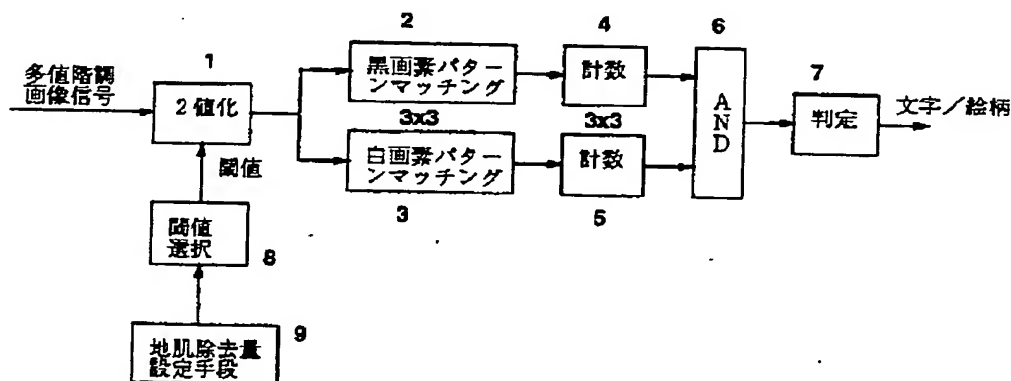 多値階調
画像信号
1
2値化
閾値
閾値
選択
8
地肌除去量
設定手段
9
2
黒画素パター
ンマッチング
3x3
白画素パター
ンマッチング
3
4
計数
3x3
計数
5
6
AND
7
判定
文字/絵柄